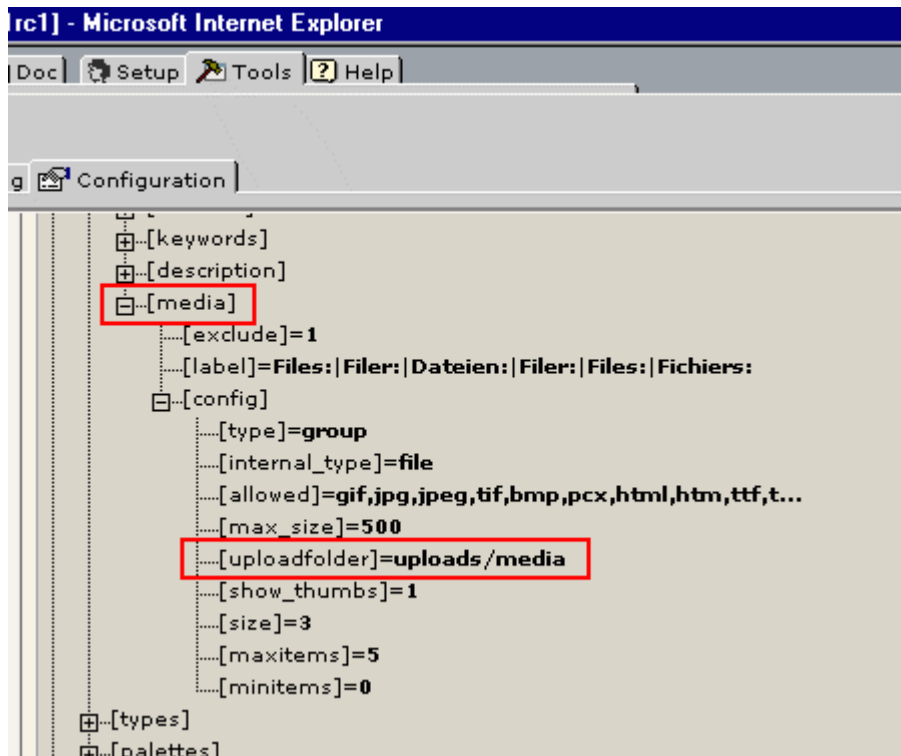 rc1] - Microsoft Internet Explorer
Doc Setup Tools Help
g Configuration
[keywords]
[description]
[media]
[exclude]=1
[label]=Files:|Filer:|Dateien:|Filer:|Files:|Fichiers:
[config]
[type]=group
[internal_type]=file
[allowed]=gif,jpg,jpeg,tif,bmp,pcx,html,htm,ttf,t...
[max_size]=500
[uploadfolder]=uploads/media
[show_thumbs]=1
[size]=3
[maxitems]=5
[minitems]=0
[types]
[palettes]